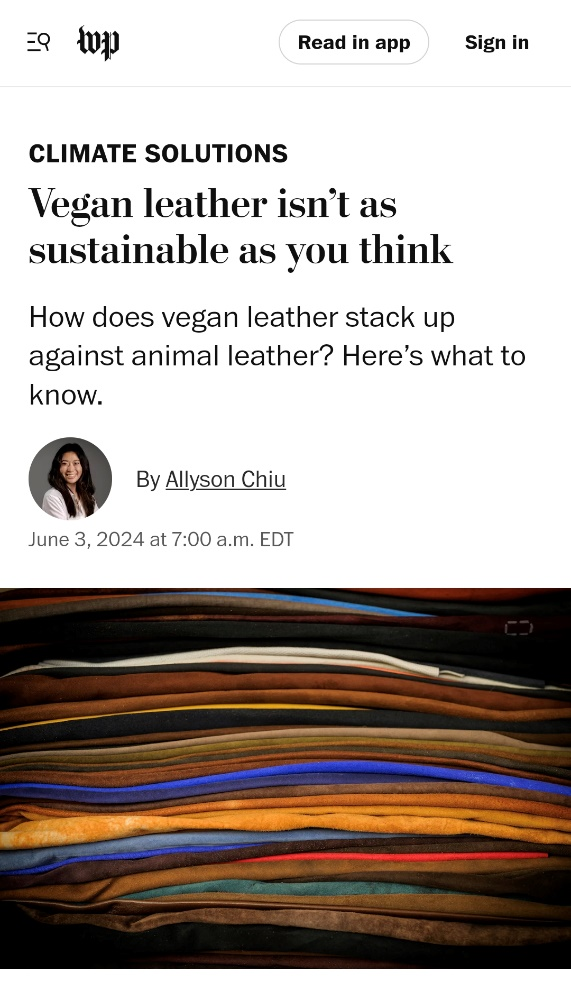 wp
Read in app
Sign in
CLIMATE SOLUTIONS
Vegan leather isn’t as
sustainable as you think
How does vegan leather stack up
against animal leather? Here’s what to
know.
By Allyson Chiu
June 3, 2024 at 7:00 a.m. EDT